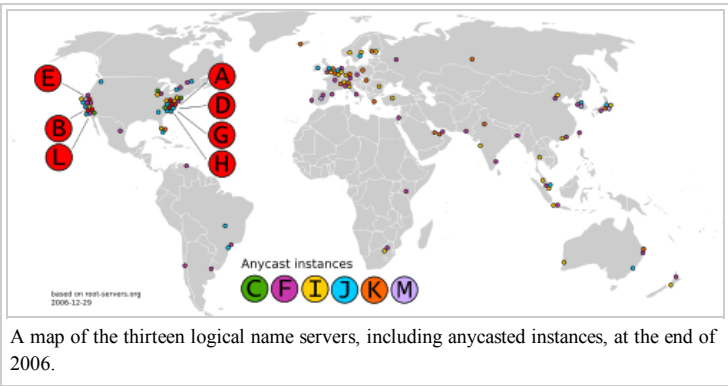 E
A
D
B
G
L
H
Anycast instances
C F I J K M
based on root-servers.org
2006-12-29
A map of the thirteen logical name servers, including anycasted instances, at the end of
2006.